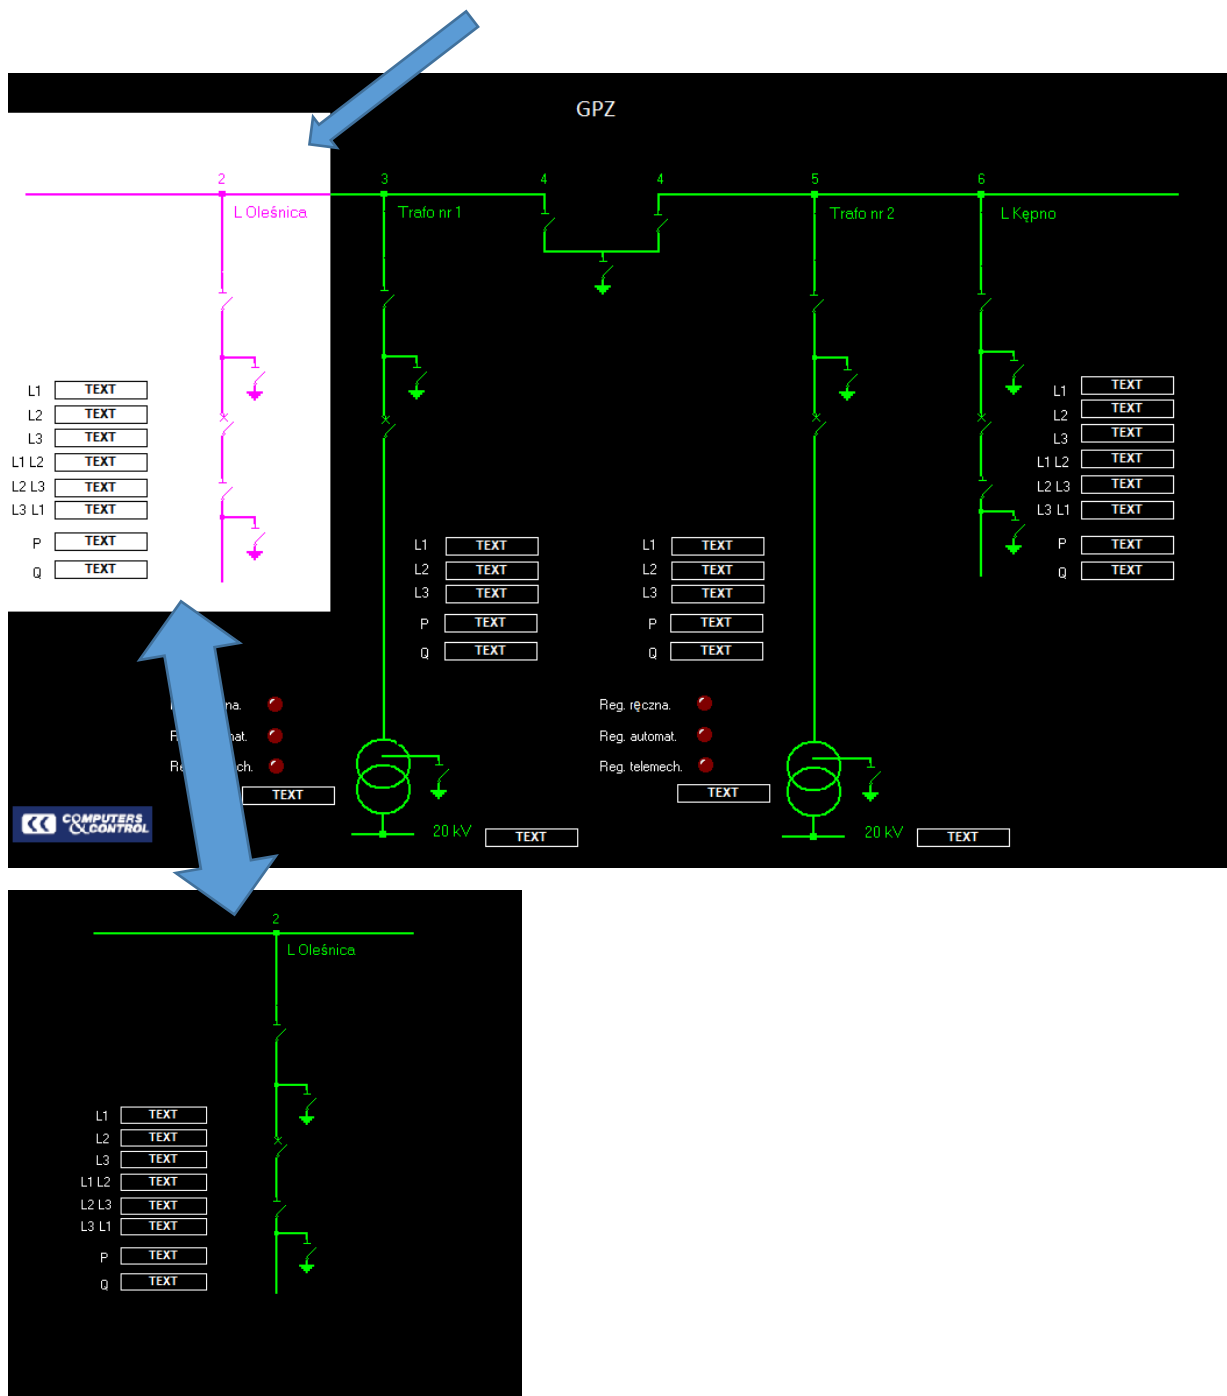 GPZ
2
3
4
4
5
6
L Oleśnica
Trafo nr 1
Trafo nr 2
L Kępno
L1 TEXT
L2 TEXT
L3 TEXT
L1 L2 TEXT
L2 L3 TEXT
L3 L1 TEXT
P TEXT
Q TEXT
L1 TEXT
L2 TEXT
L3 TEXT
P TEXT
Q TEXT
L1 TEXT
L2 TEXT
L3 TEXT
P TEXT
Q TEXT
L1 TEXT
L2 TEXT
L3 TEXT
L1 L2 TEXT
L2 L3 TEXT
L3 L1 TEXT
P TEXT
Q TEXT
TEXT
20 kV TEXT
Reg. ręczna.
Reg. automat.
Reg. telemech.
TEXT
20 kV TEXT
COMPUTERS
&CONTROL
2
L Oleśnica
L1 TEXT
L2 TEXT
L3 TEXT
L1 L2 TEXT
L2 L3 TEXT
L3 L1 TEXT
P TEXT
Q TEXT